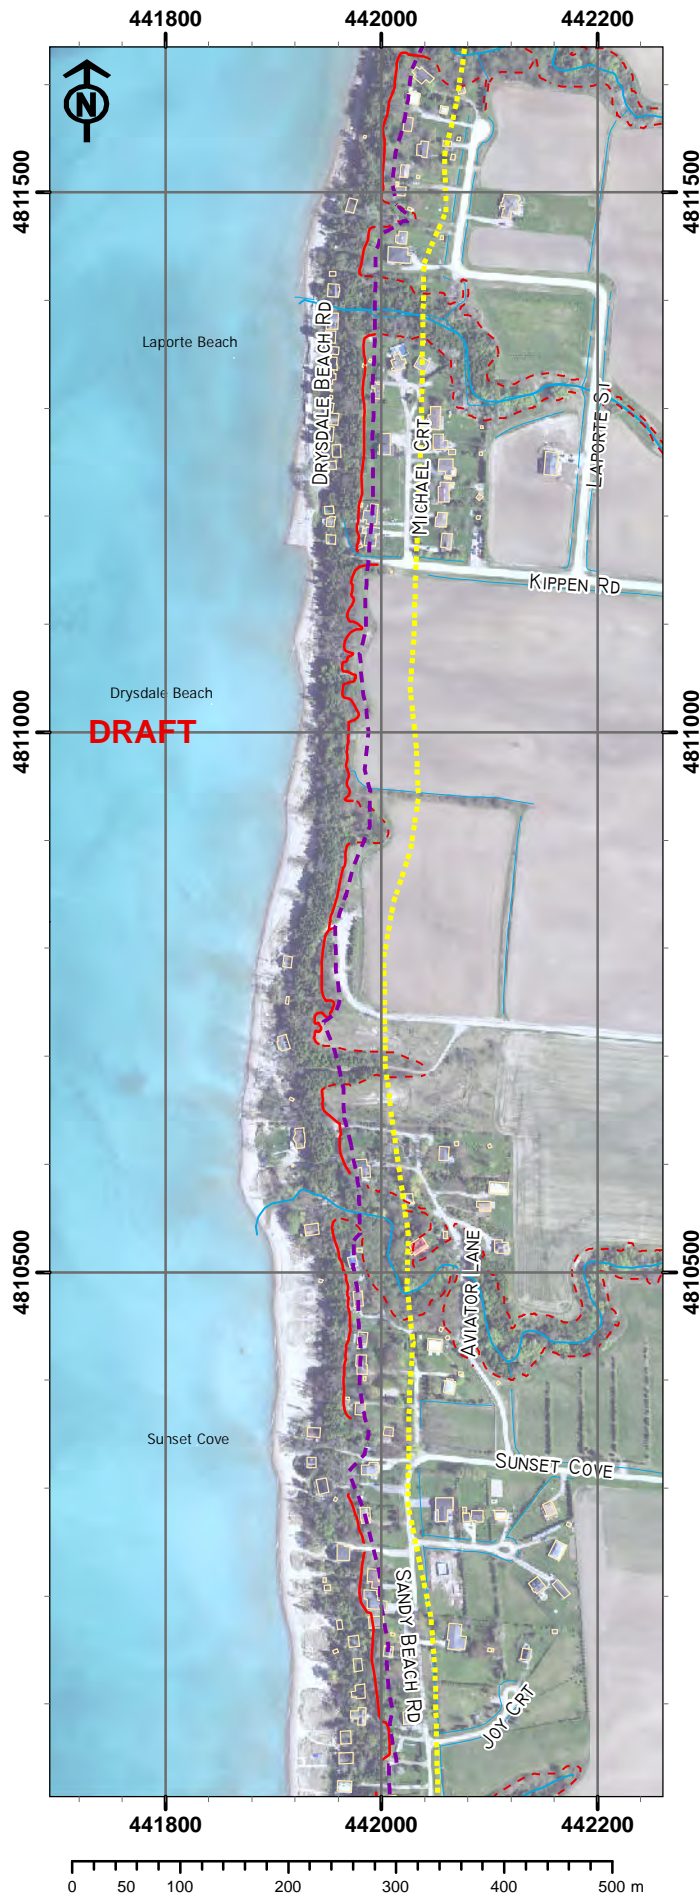 441800 442000 442200
N
4811500 4811500
Laporte Beach
DRYSDALE BEACH RD
MICHAEL CRT
LAPORTE ST
KIPPEN RD
Drysdale Beach
4811000 DRAFT 4811000
4810500 4810500
AVIATOR LANE
Sunset Cove
SUNSET COVE
SANDY BEACH RD
JOY CRT
441800 442000 442200
0 50 100 200 300 400 500 m